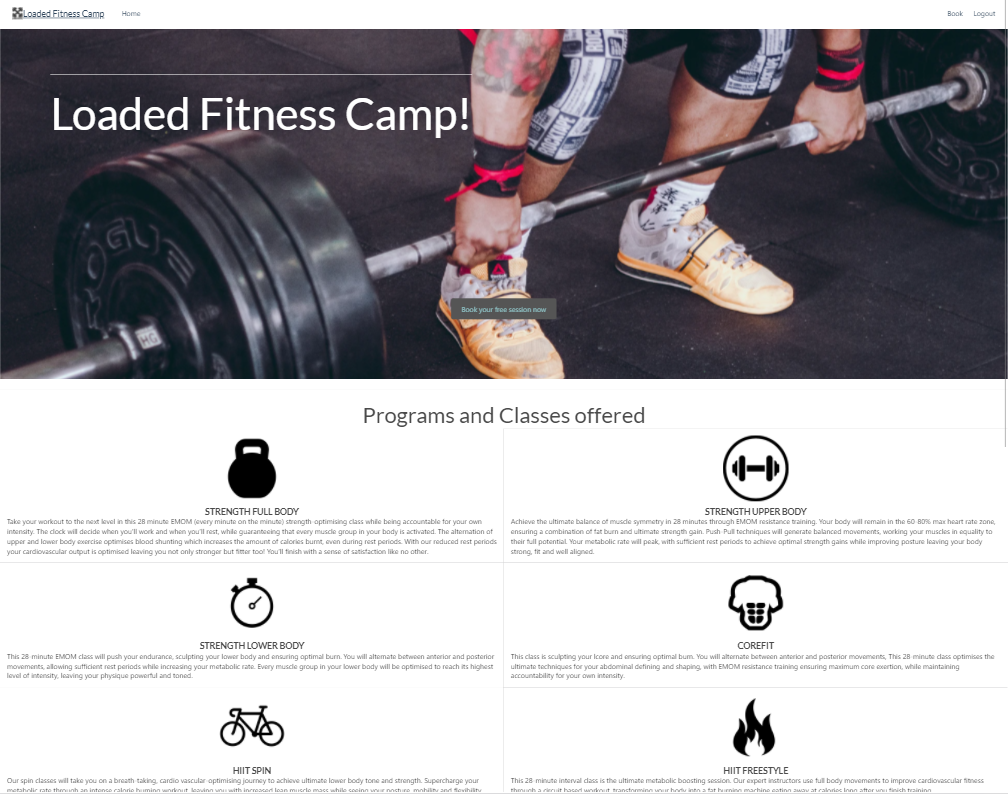 Loaded Fitness Camp Home Book Logout
Loaded Fitness Camp!
ROGUE
HG
Book your free session now
Programs and Classes offered
STRENGTH FULL BODY
Take your workout to the next level in this 28 minute EMOM (every minute on the minute) strength-optimising class while being accountable for your own
intensity. The clock will decide when you'll work and when you'll rest, while guaranteeing that every muscle group in your body is activated. The alternation of
upper and lower body exercise optimises blood shunting which increases the amount of calories burnt, even during rest periods. With our reduced rest periods
your cardiovascular output is optimised leaving you not only stronger but fitter too! You'll finish with a sense of satisfaction like no other.
STRENGTH UPPER BODY
Achieve the ultimate balance of muscle symmetry in 28 minutes through EMOM resistance training. Your body will remain in the 60-80% max heart rate zone,
ensuring a combination of fat burn and ultimate strength gain. Push-Pull techniques will generate balanced movements, working your muscles in equality to
their full potential. Your metabolic rate will peak, with sufficient rest periods to achieve optimal strength gains while improving posture leaving your body
strong, fit and well aligned.
STRENGTH LOWER BODY
This 28-minute EMOM class will push your endurance, sculpting your lower body and ensuring optimal burn. You will alternate between anterior and posterior
movements, allowing sufficient rest periods while increasing your metabolic rate. Every muscle group in your lower body will be optimised to reach its highest
level of intensity, leaving your physique powerful and toned.
COREFIT
This class is sculpting your lcore and ensuring optimal burn. You will alternate between anterior and posterior movements, This 28-minute class optimises the
ultimate techniques for your abdominal defining and shaping, with EMOM resistance training ensuring maximum core exertion, while maintaining
accountability for your own intensity.
HIIT SPIN
Our spin classes will take you on a breath-taking, cardio vascular-optimising journey to achieve ultimate lower body tone and strength. Supercharge your
metabolic rate through an intense calorie burning workout, leaving you with increased lean muscle mass while seeing your posture, mobility and flexibility
HIIT FREESTYLE
This 28-minute interval class is the ultimate metabolic boosting session. Our expert instructors use full body movements to improve cardiovascular fitness
through a circuit based workout, transforming your body into a fat burning machine eating away at calories long after you finish training.